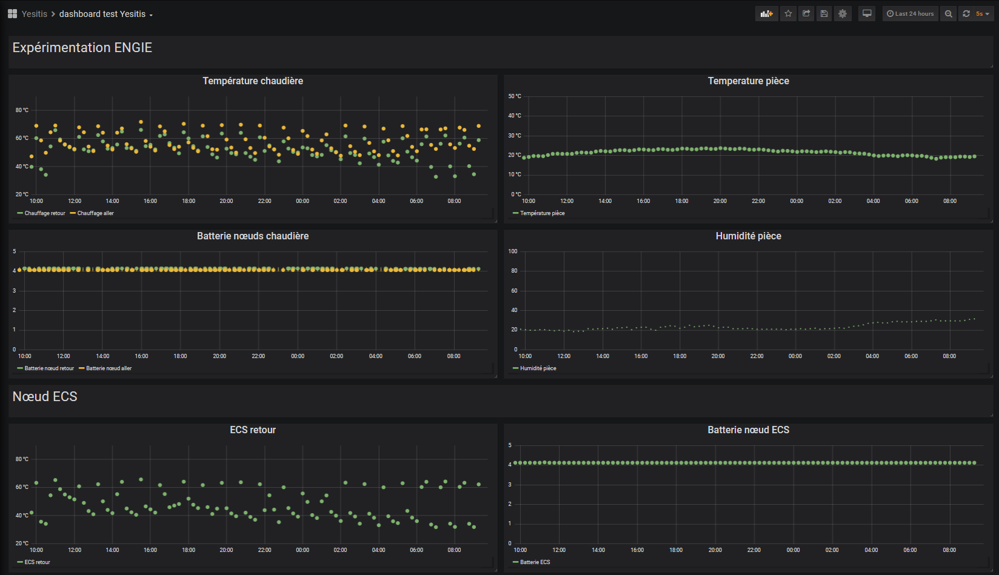 Yesitis > dashboard test Yesitis
Last 24 hours 5s
Expérimentation ENGIE
Température chaudière
80 °C
60 °C
40 °C
20 °C
10:00 12:00 14:00 16:00 18:00 20:00 22:00 00:00 02:00 04:00 06:00 08:00
Chauffage retour Chauffage aller
Temperature pièce
50 °C
40 °C
30 °C
20 °C
10 °C
0 °C
10:00 12:00 14:00 16:00 18:00 20:00 22:00 00:00 02:00 04:00 06:00 08:00
Température pièce
Batterie nœuds chaudière
5
4
3
2
1
0
10:00 12:00 14:00 16:00 18:00 20:00 22:00 00:00 02:00 04:00 06:00 08:00
Batterie nœud retour Batterie nœud aller
Humidité pièce
100
80
60
40
20
0
10:00 12:00 14:00 16:00 18:00 20:00 22:00 00:00 02:00 04:00 06:00 08:00
Humidité pièce
Nœud ECS
ECS retour
80 °C
60 °C
40 °C
20 °C
10:00 12:00 14:00 16:00 18:00 20:00 22:00 00:00 02:00 04:00 06:00 08:00
ECS retour
Batterie nœud ECS
5
4
3
2
1
0
10:00 12:00 14:00 16:00 18:00 20:00 22:00 00:00 02:00 04:00 06:00 08:00
Batterie ECS